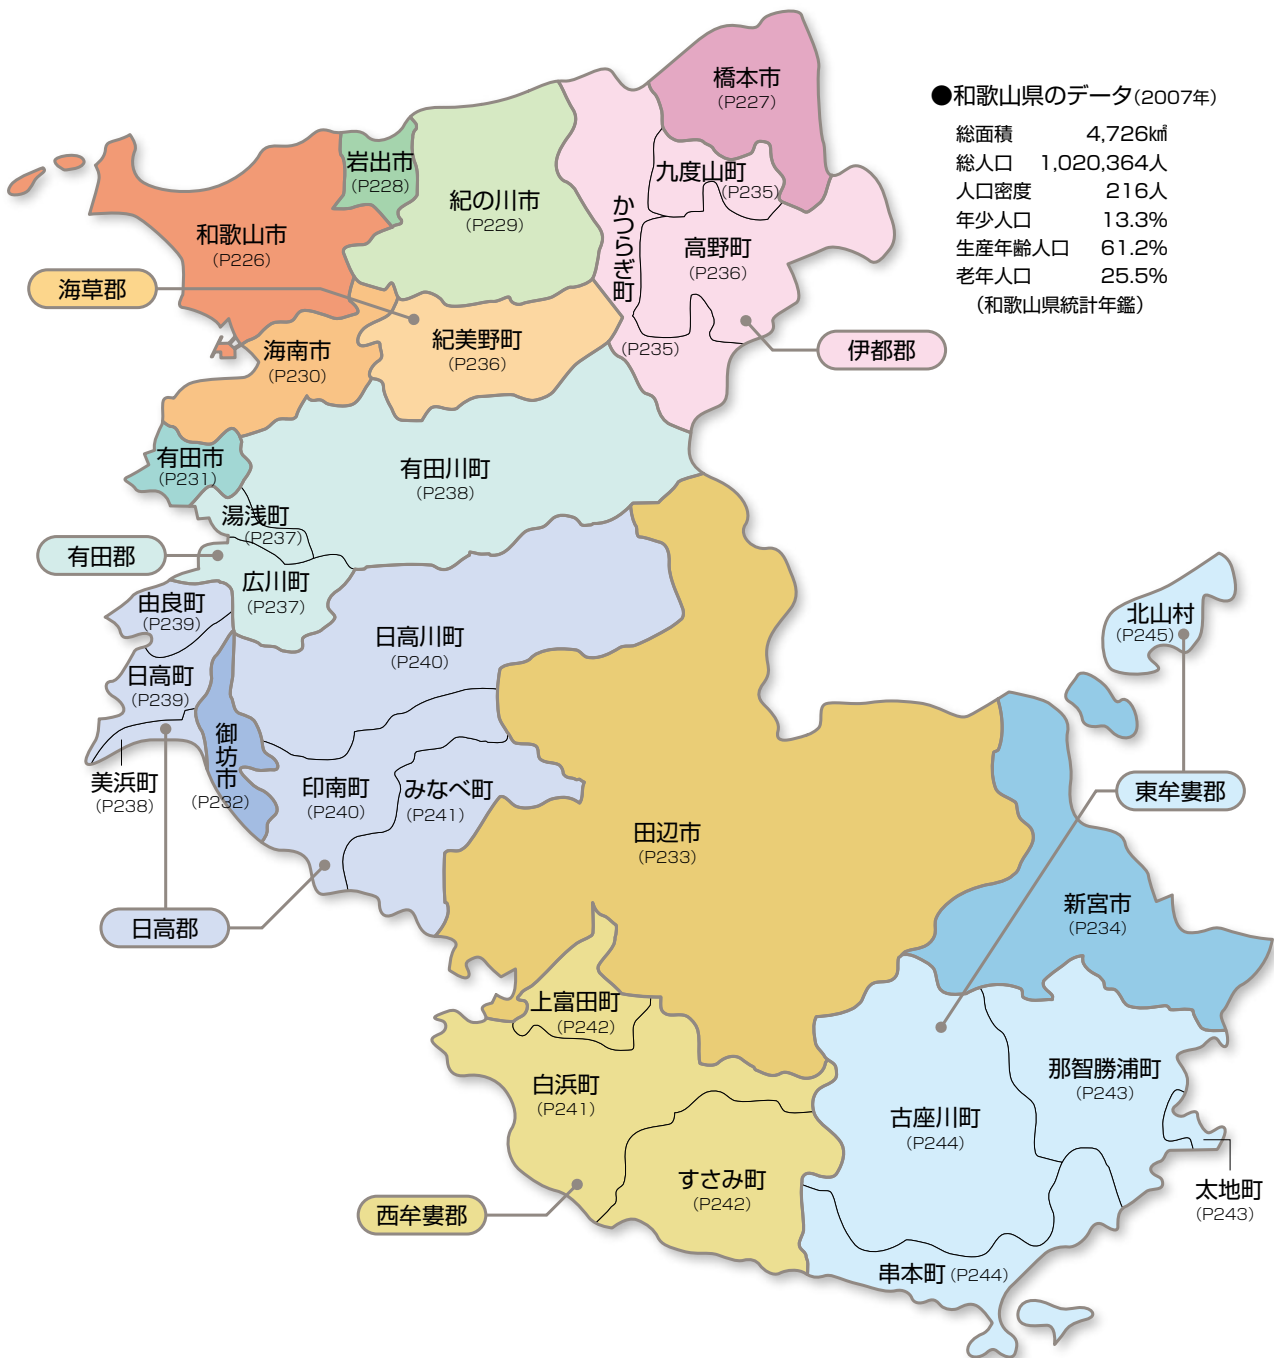 橋本市
(P227)
●和歌山県のデータ(2007年)
総面積 4,726㎢
総人口 1,020,364人
人口密度 216人
年少人口 13.3%
生産年齢人口 61.2%
老年人口 25.5%
(和歌山県統計年鑑)
岩出市
(P228)
九度山町
(P235)
紀の川市
(P229)
かつらぎ町
(P235)
和歌山市
(P226)
高野町
(P236)
海草郡
紀美野町
(P236)
海南市
(P230)
伊都郡
有田市
(P231)
有田川町
(P238)
湯浅町
(P237)
有田郡
広川町
(P237)
由良町
(P239)
北山村
(P245)
日高川町
(P240)
日高町
(P239)
御坊市
(P232)
美浜町
(P238)
印南町
(P240)
みなべ町
(P241)
東牟婁郡
田辺市
(P233)
新宮市
(P234)
日高郡
上富田町
(P242)
白浜町
(P241)
那智勝浦町
(P243)
古座川町
(P244)
すさみ町
(P242)
太地町
(P243)
西牟婁郡
串本町(P244)